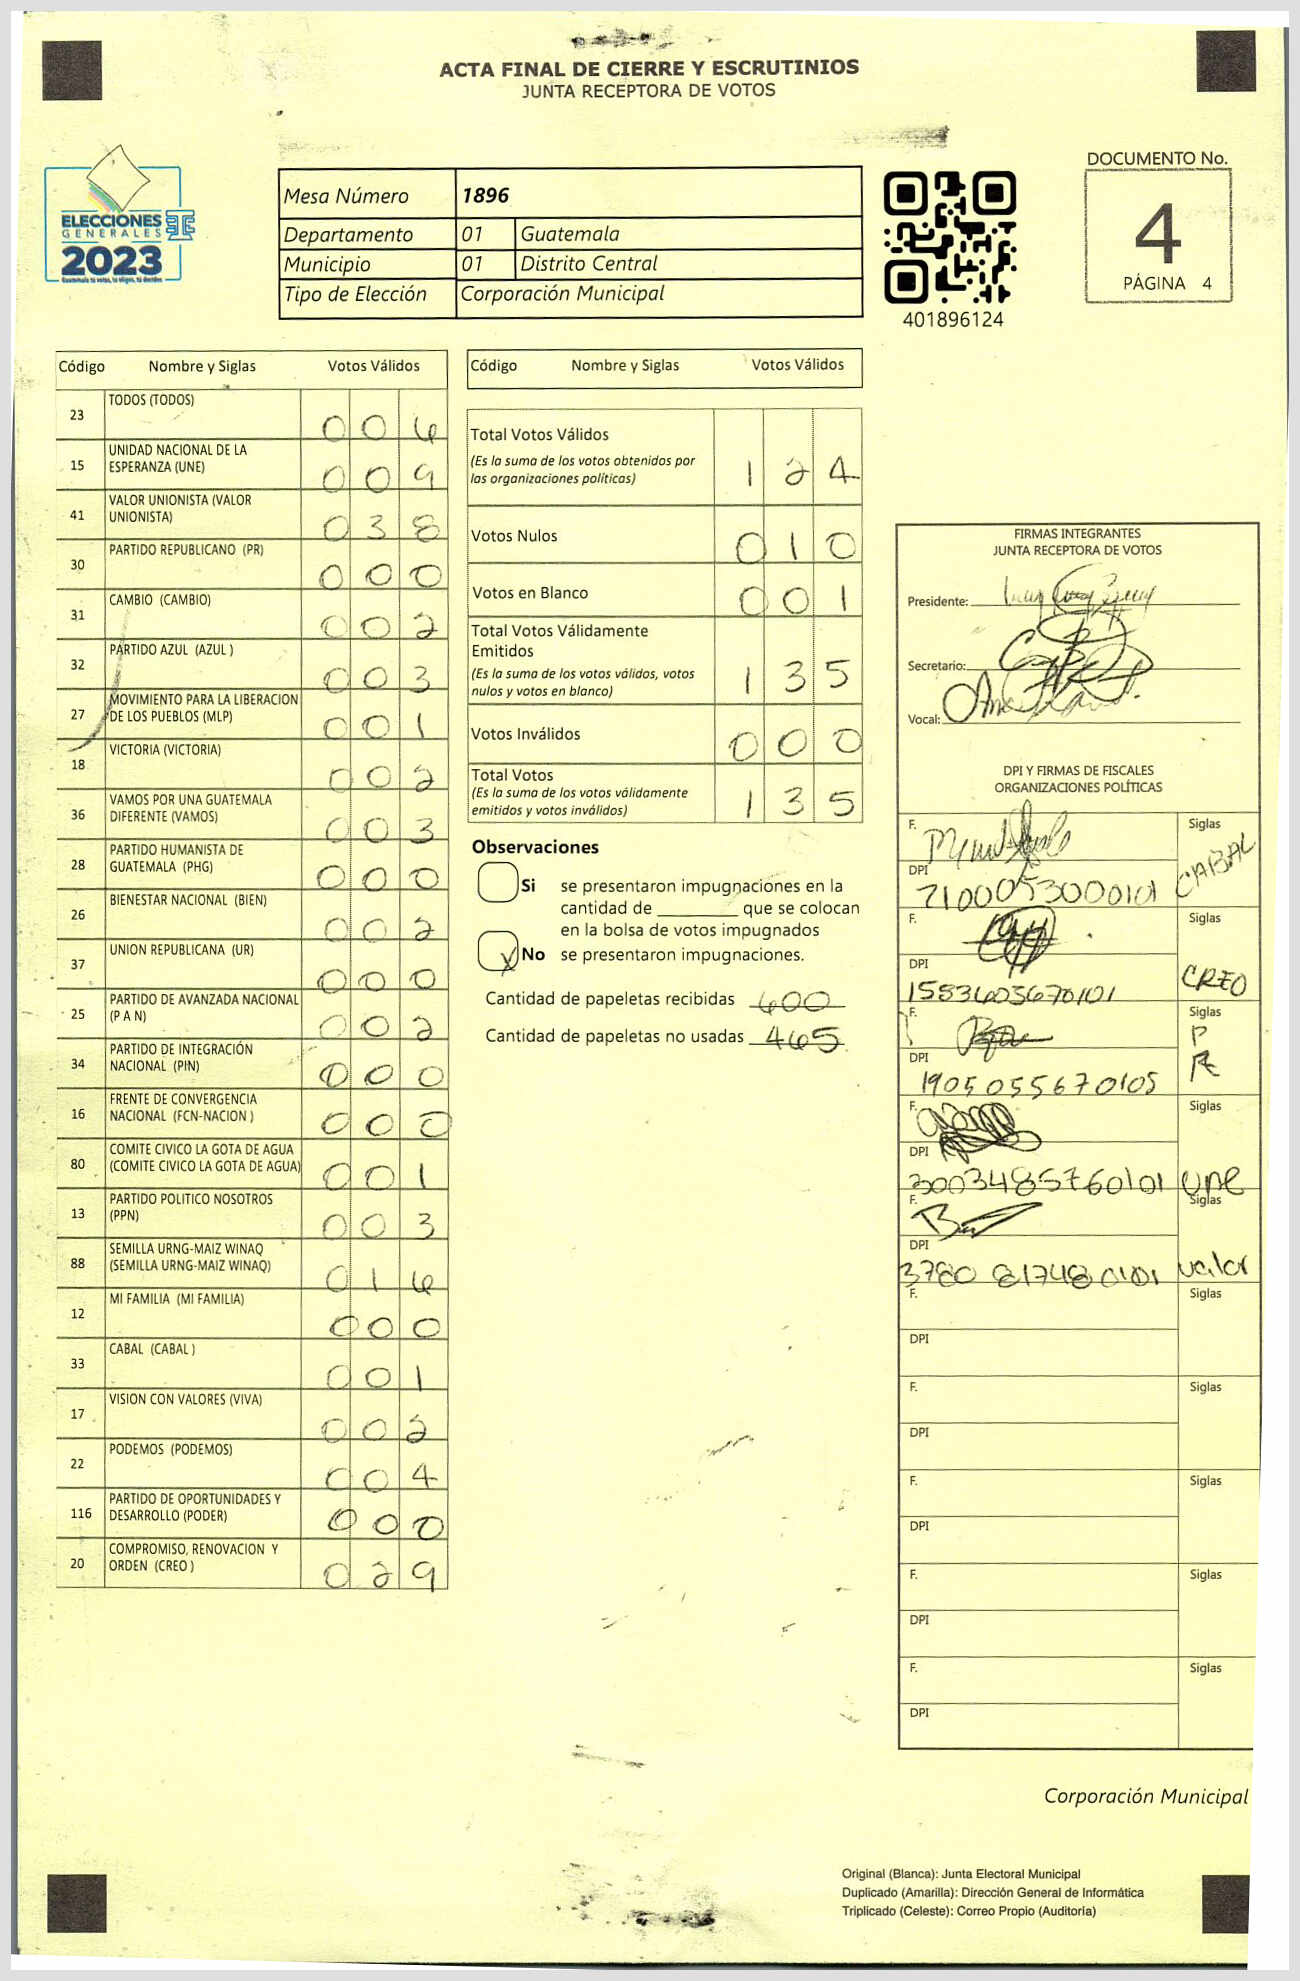 ACTA FINAL DE CIERRE Y ESCRUTINIOS
JUNTA RECEPTORA DE VOTOS
ELECCIONES
GENERALES
2023
Guatemala tu votas, tu eliges, tú decides
Mesa Número 1896
Departamento 01 Guatemala
Municipio 01 Distrito Central
Tipo de Elección Corporación Municipal
401896124
DOCUMENTO No.
4
PÁGINA 4
Código Nombre y Siglas Votos Válidos
23 TODOS (TODOS) 0 0 6
15 UNIDAD NACIONAL DE LA
ESPERANZA (UNE) 0 0 9
41 VALOR UNIONISTA (VALOR
UNIONISTA) 0 3 8
30 PARTIDO REPUBLICANO (PR) 0 0 0
31 CAMBIO (CAMBIO) 0 0 2
32 PARTIDO AZUL (AZUL ) 0 0 3
27 MOVIMIENTO PARA LA LIBERACION
DE LOS PUEBLOS (MLP) 0 0 1
18 VICTORIA (VICTORIA) 0 0 2
36 VAMOS POR UNA GUATEMALA
DIFERENTE (VAMOS) 0 0 3
28 PARTIDO HUMANISTA DE
GUATEMALA (PHG) 0 0 0
26 BIENESTAR NACIONAL (BIEN) 0 0 2
37 UNION REPUBLICANA (UR) 0 0 0
25 PARTIDO DE AVANZADA NACIONAL
(P A N) 0 0 2
34 PARTIDO DE INTEGRACIÓN
NACIONAL (PIN) 0 0 0
16 FRENTE DE CONVERGENCIA
NACIONAL (FCN-NACION ) 0 0 0
80 COMITE CIVICO LA GOTA DE AGUA
(COMITE CIVICO LA GOTA DE AGUA) 0 0 1
13 PARTIDO POLITICO NOSOTROS
(PPN) 0 0 3
88 SEMILLA URNG-MAIZ WINAQ
(SEMILLA URNG-MAIZ WINAQ) 0 1 6
12 MI FAMILIA (MI FAMILIA) 0 0 0
33 CABAL (CABAL ) 0 0 1
17 VISION CON VALORES (VIVA) 0 0 2
22 PODEMOS (PODEMOS) 0 0 4
116 PARTIDO DE OPORTUNIDADES Y
DESARROLLO (PODER) 0 0 0
20 COMPROMISO, RENOVACION Y
ORDEN (CREO ) 0 2 9
Código Nombre y Siglas Votos Válidos
Total Votos Válidos
(Es la suma de los votos obtenidos por
las organizaciones políticas) 1 2 4
Votos Nulos 0 1 0
Votos en Blanco 0 0 1
Total Votos Válidamente
Emitidos
(Es la suma de los votos válidos, votos
nulos y votos en blanco) 1 3 5
Votos Inválidos 0 0 0
Total Votos
(Es la suma de los votos válidamente
emitidos y votos inválidos) 1 3 5
Observaciones
Si se presentaron impugnaciones en la
cantidad de ________ que se colocan
en la bolsa de votos impugnados
X No se presentaron impugnaciones.
Cantidad de papeletas recibidas 600
Cantidad de papeletas no usadas 465
FIRMAS INTEGRANTES
JUNTA RECEPTORA DE VOTOS
Presidente:
Secretario:
Vocal:
DPI Y FIRMAS DE FISCALES
ORGANIZACIONES POLÍTICAS
F. Siglas
CABAL
DPI
7100053000101
F. Siglas
DPI CREO
1583603670101
F. Siglas
P
DPI
1905055670105
F. Siglas
DPI
3003485760101 UNE
F. Siglas
DPI
3780 81748 0101 valor
F. Siglas
DPI
F. Siglas
DPI
F. Siglas
DPI
F. Siglas
DPI
F. Siglas
DPI
Corporación Municipal
Original (Blanca): Junta Electoral Municipal
Duplicado (Amarilla): Dirección General de Informática
Triplicado (Celeste): Correo Propio (Auditoría)